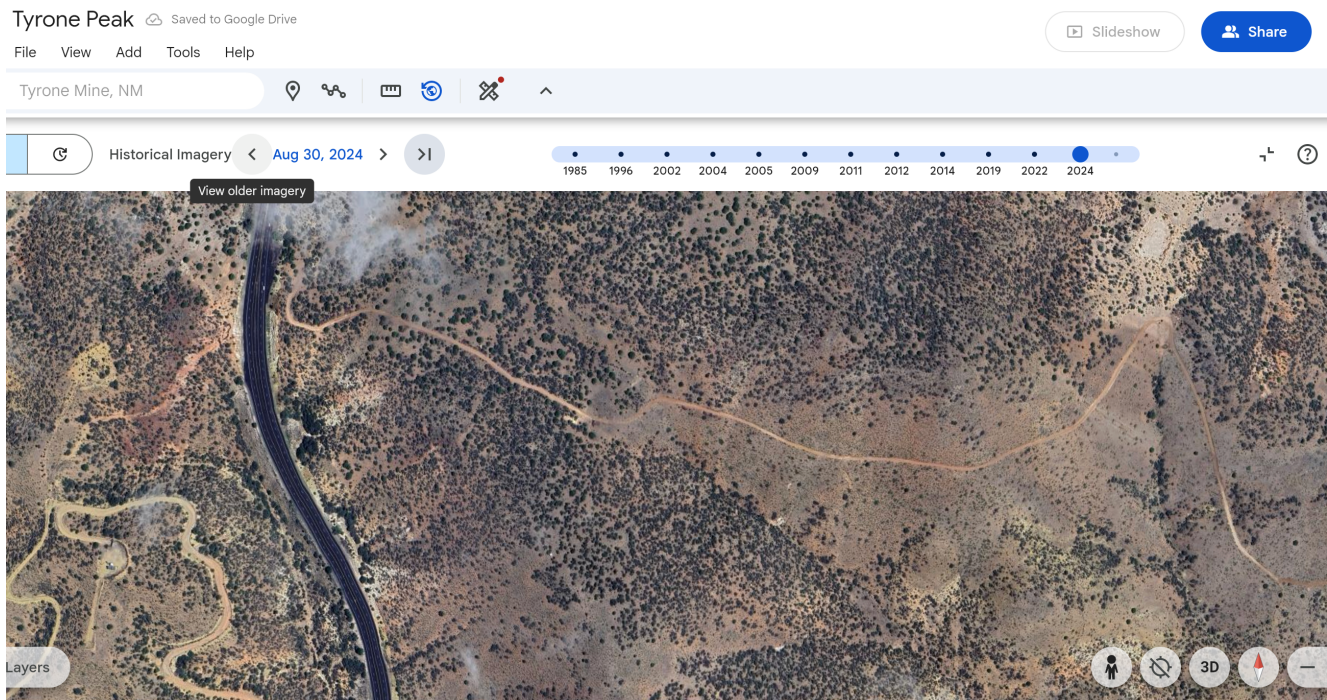 Tyrone Peak Saved to Google Drive
Slideshow
Share
File View Add Tools Help
Tyrone Mine, NM
Historical Imagery Aug 30, 2024
1985 1996 2002 2004 2005 2009 2011 2012 2014 2019 2022 2024
View older imagery
Layers
3D